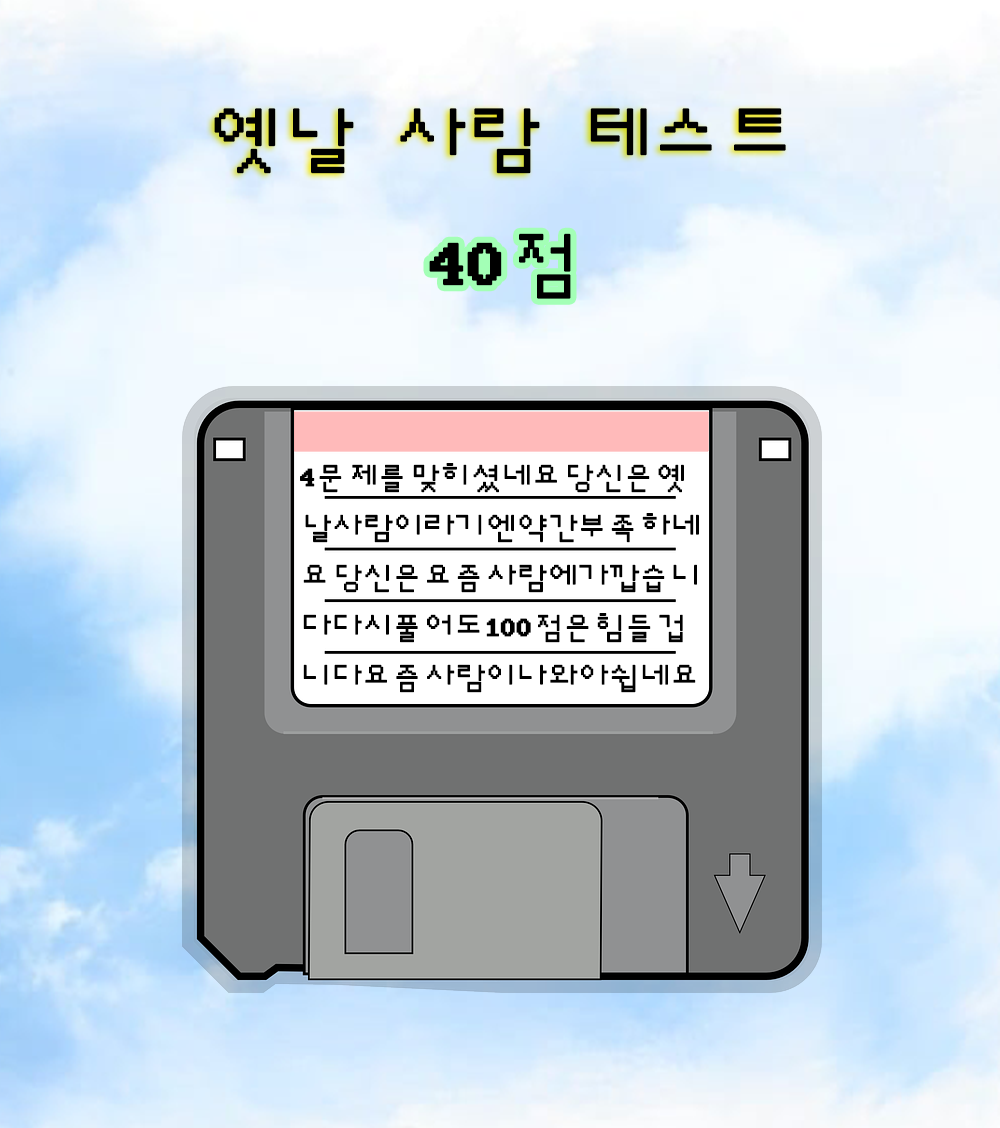 옛날 사람 테스트
40점
4문제를 맞히셨네요 당신은 옛
날사람이라기엔약간부족하네
요 당신은 요즘 사람에가깝습니
다다시풀어도100점은 힘들겁
니다요즘사람이나와아쉽네요